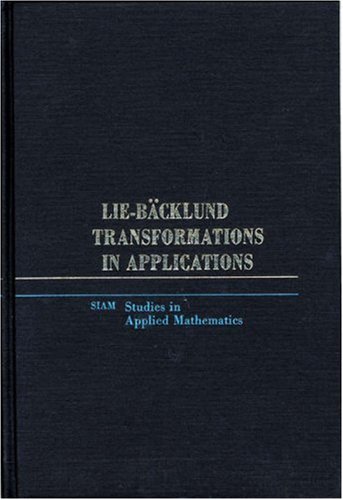 LIE-BÄCKLUND
TRANSFORMATIONS
IN APPLICATIONS
SIAM Studies in
Applied Mathematics